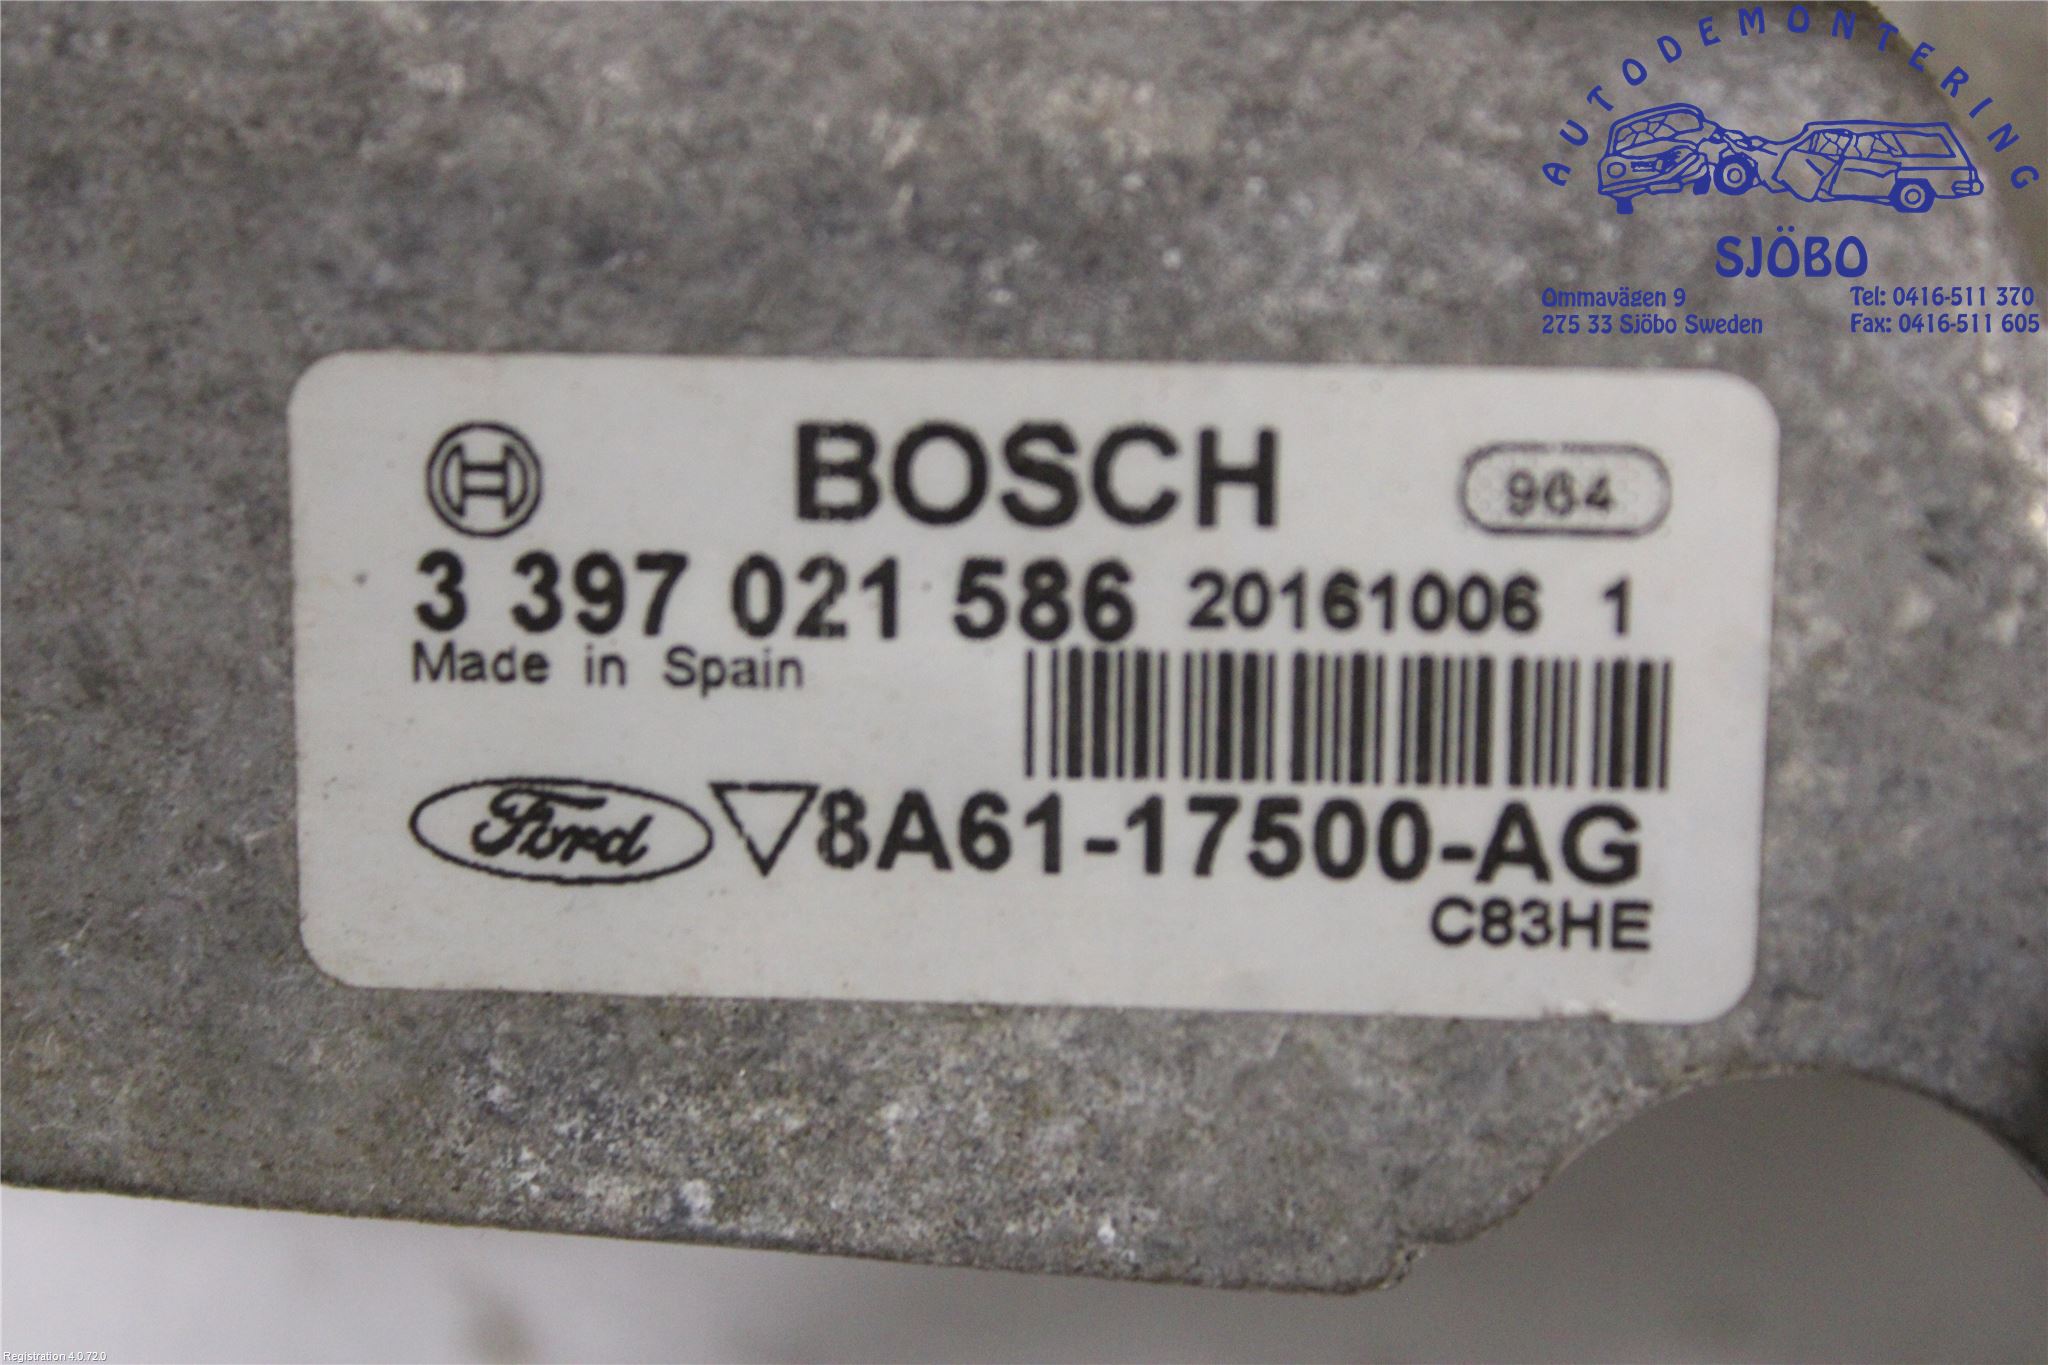 AUTODEMONTERING
SJÖBO
Ommavägen 9
Tel: 0416-511 370
275 33 Sjöbo Sweden
Fax: 0416-511 605
BOSCH
964
3 397 021 586 20161006 1
Made in Spain
Ford 8A61-17500-AG
C83HE
Registration 4.0.72.0